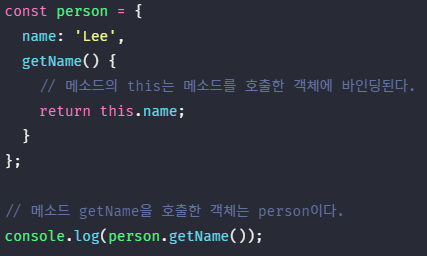 const person = {
  name: 'Lee',
  getName() {
    // 메소드의 this는 메소드를 호출한 객체에 바인딩된다.
    return this.name;
  }
};

// 메소드 getName을 호출한 객체는 person이다.
console.log(person.getName());